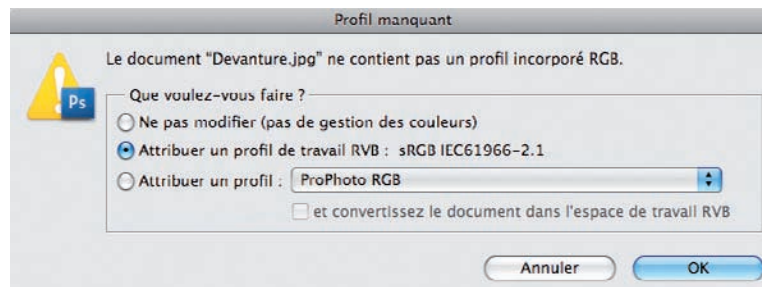 Profil manquant
Le document “Devanture.jpg” ne contient pas un profil incorporé RGB.
Ps
Que voulez-vous faire ?
Ne pas modifier (pas de gestion des couleurs)
Attribuer un profil de travail RVB : sRGB IEC61966-2.1
Attribuer un profil : ProPhoto RGB
et convertissez le document dans l'espace de travail RVB
Annuler OK